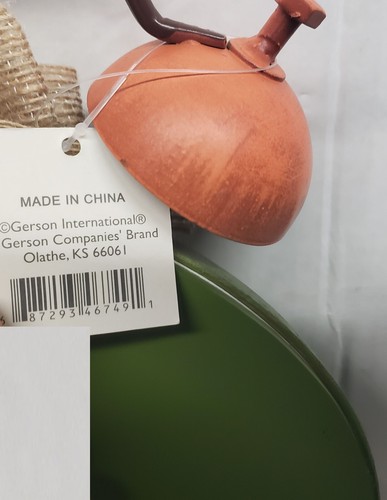 MADE IN CHINA
©Gerson International®
Gerson Companies' Brand
Olathe, KS 66061
87293 46749 1